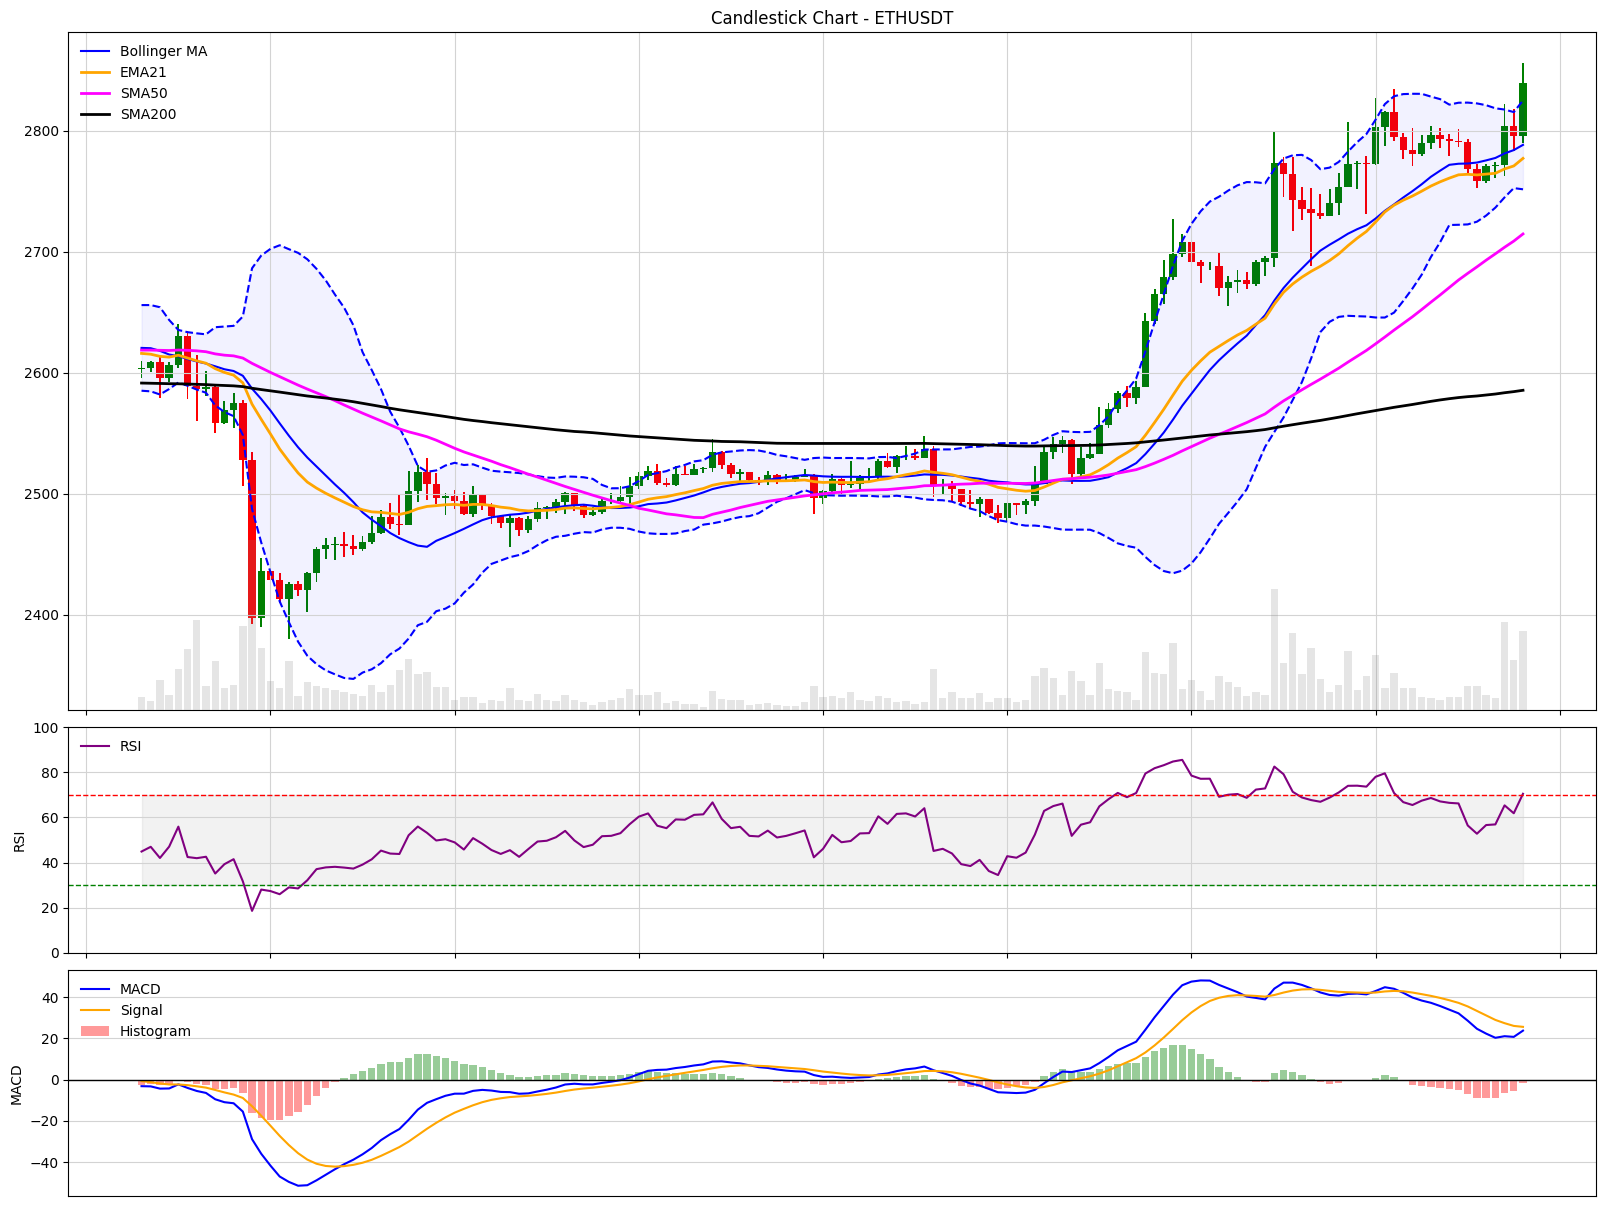 Candlestick Chart - ETHUSDT
Bollinger MA
EMA21
SMA50
SMA200
2800
2700
2600
2500
2400
RSI
100
80
60
40
20
0
RSI
MACD
Signal
Histogram
40
20
0
−20
−40
MACD